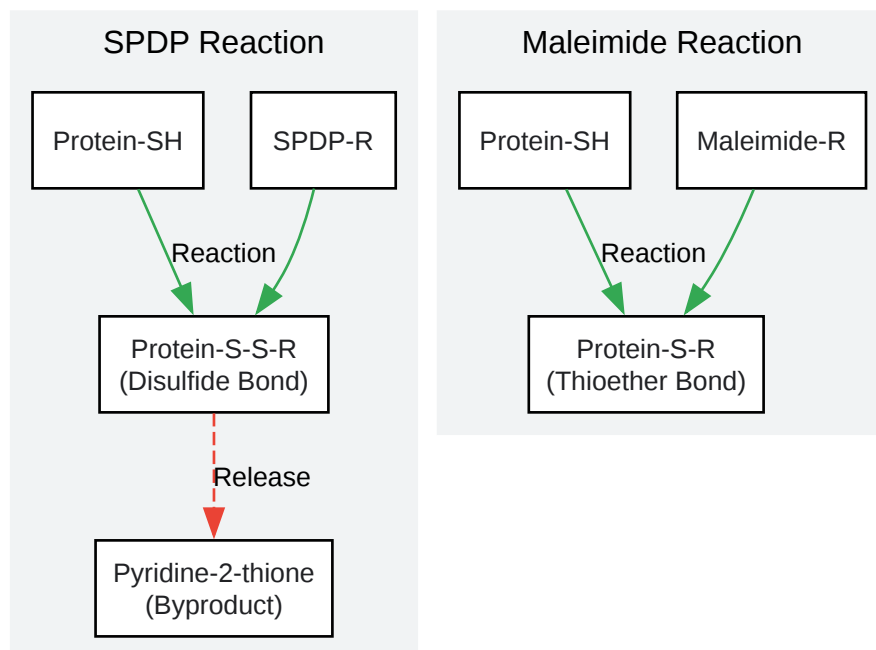 SPDP Reaction
Protein-SH
SPDP-R
Reaction
Protein-S-S-R
(Disulfide Bond)
Release
Pyridine-2-thione
(Byproduct)
Maleimide Reaction
Protein-SH
Maleimide-R
Reaction
Protein-S-R
(Thioether Bond)